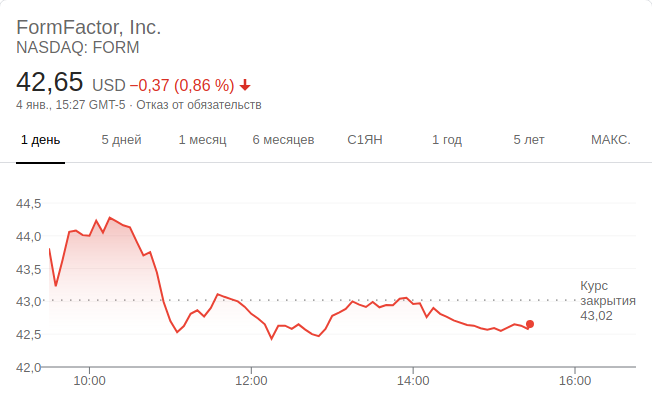 FormFactor, Inc.
NASDAQ: FORM
42,65 USD −0,37 (0,86 %)
4 янв., 15:27 GMT-5 · Отказ от обязательств
1 день 5 дней 1 месяц 6 месяцев С1ЯН 1 год 5 лет МАКС.
44,5
44,0
43,5
Курс
43,0 закрытия
43,02
42,5
42,0
10:00 12:00 14:00 16:00